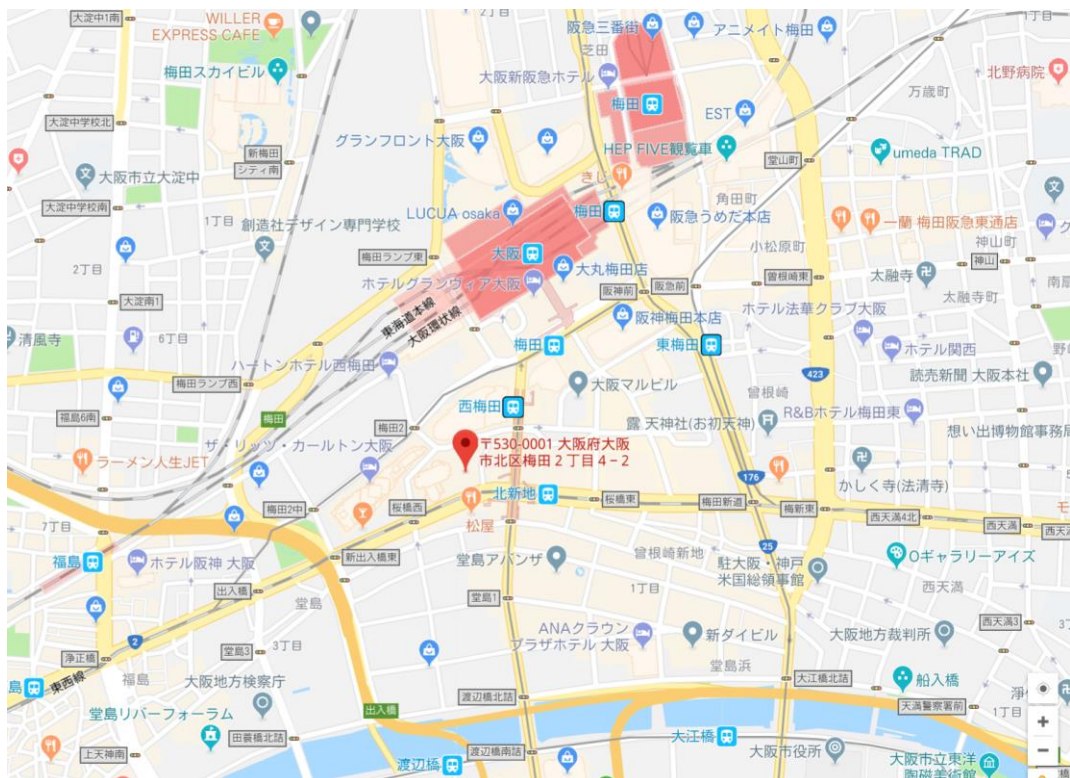 大淀中1南
WILLER
EXPRESS CAFE
2丁目
阪急三番街
芝田
アニメイト梅田
1丁目
梅田スカイビル
大阪新阪急ホテル
北野病院
万歳町
大淀中学校北
梅田
EST
グランフロント大阪
HEP FIVE観覧車
堂山町
umeda TRAD
新梅田
シティ南
大阪市立大淀中
きじ
角田町
大淀中学校南
1丁目
LUCUA osaka
梅田
阪急うめだ本店
一蘭 梅田阪急東通店
創造社デザイン専門学校
神山町
小松原町
梅田ランプ東
大阪
大丸梅田店
神山
2丁目
ホテルグランヴィア大阪
阪神前
阪急前
曽根崎東
太融寺
大淀南1
太融寺町
東海道本線
大阪環状線
阪神梅田本店
ホテル法華クラブ大阪
清風寺
6丁目
梅田
東梅田
ホテル関西
ハートンホテル西梅田
423
梅田ランプ西
大阪マルビル
曽根崎
読売新聞 大阪本社
福島6南
梅田
西梅田
R&Bホテル梅田東
露 天神社(お初天神)
梅田2
想い出博物館事務局
ザ・リッツ・カールトン大阪
〒530-0001 大阪府大阪
市北区梅田2丁目4−2
ラーメン人生JET
176
かしく寺(法清寺)
桜橋西
北新地
桜橋東
梅田新道
梅新東
梅田2中
松屋
西天満4北
西天満
7丁目
新出入橋東
堂島アバンザ
曽根崎新地
25
福島
ホテル阪神 大阪
駐大阪・神戸
米国総領事館
Oギャラリーアイズ
出入橋
堂島
1丁目
西天満
堂島1
2
ANAクラウン
プラザホテル 大阪
新ダイビル
大阪地方裁判所
西天満3
堂島3
3丁目
浄正橋
堂島浜
東西線
福島
大阪地方検察庁
渡辺橋北詰
大江橋北詰
船入橋
出入橋
天満警察署前
1丁目
堂島リバーフォーラム
田蓑橋北詰
上天神南
渡辺橋南詰
大江橋
渡辺橋
大阪市役所
大阪市立東洋
陶磁美術館